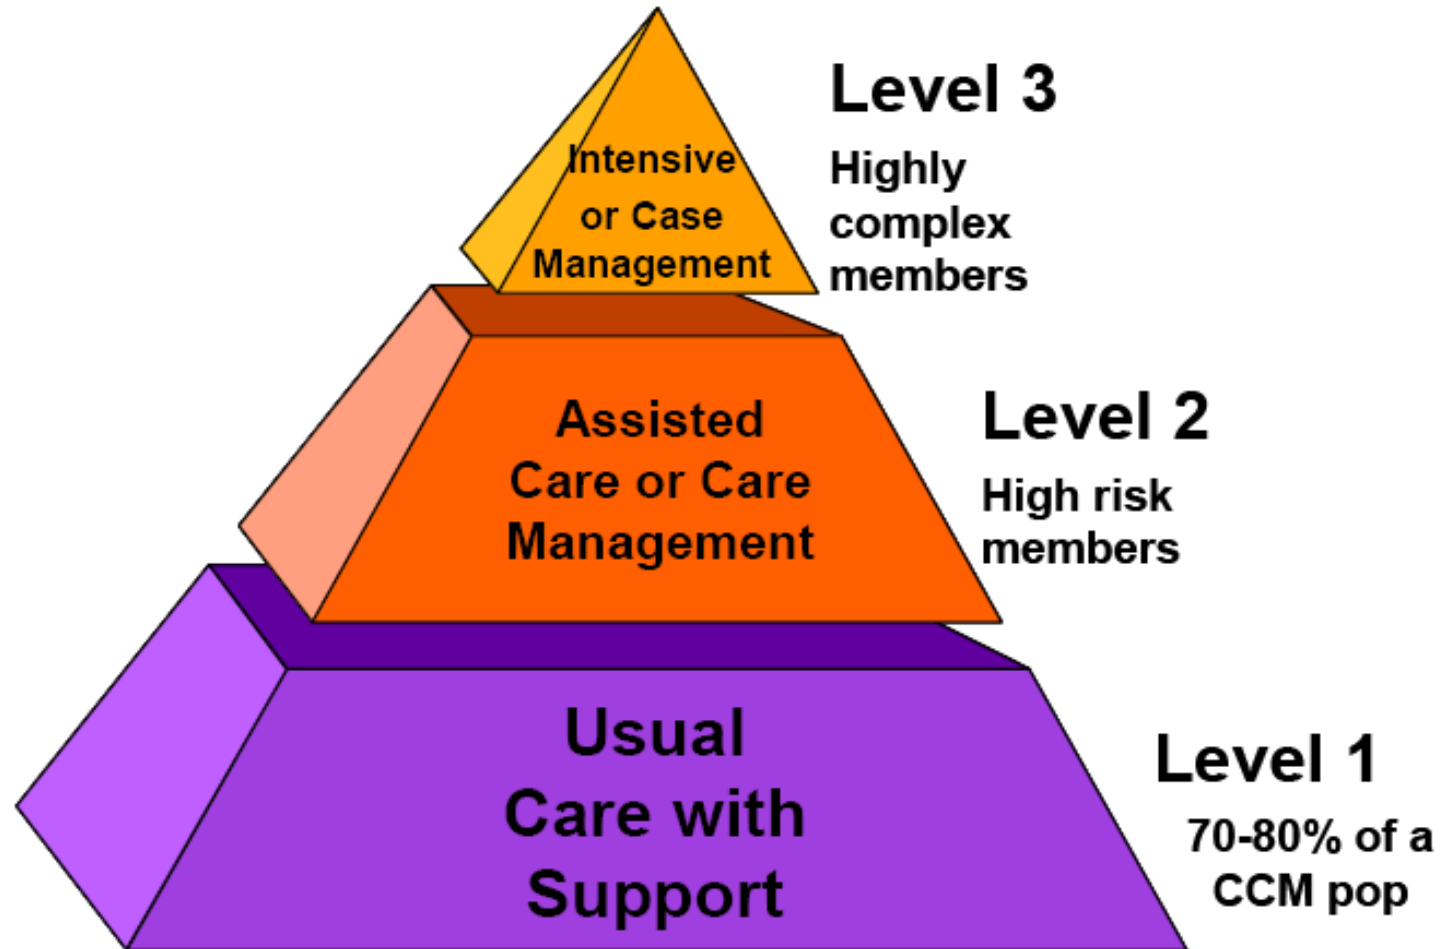 Level 3
Highly
complex
members
Intensive
or Case
Management
Level 2
High risk
members
Assisted
Care or Care
Management
Level 1
70-80% of a
CCM pop
Usual
Care with
Support